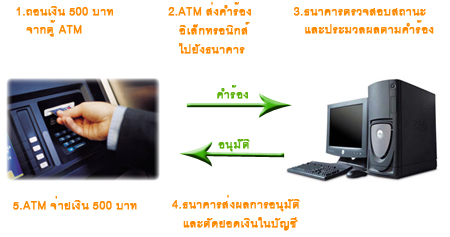 1.ถอนเงิน 500 บาท
จากตู้ ATM
2.ATM ส่งคำร้อง
อิเล็กทรอนิกส์
ไปยังธนาคาร
3.ธนาคารตรวจสอบสถานะ
และประมวลผลตามคำร้อง
คำร้อง
อนุมัติ
5.ATM จ่ายเงิน 500 บาท
4.ธนาคารส่งผลการอนุมัติ
และตัดยอดเงินในบัญชี